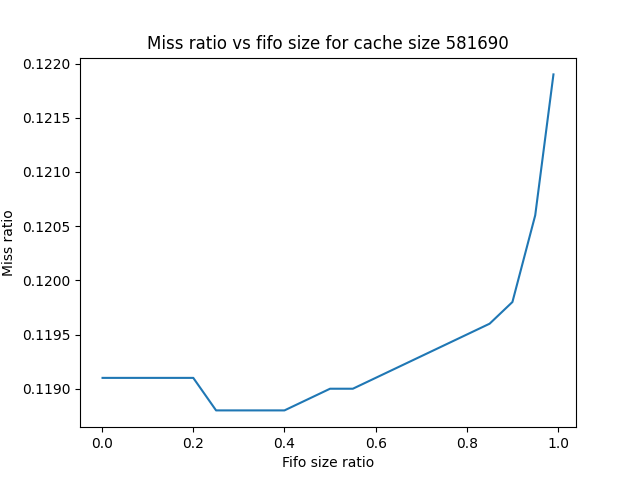 Miss ratio vs fifo size for cache size 581690
0.1220
0.1215
0.1210
0.1205
0.1200
0.1195
0.1190
Miss ratio
0.0 0.2 0.4 0.6 0.8 1.0
Fifo size ratio